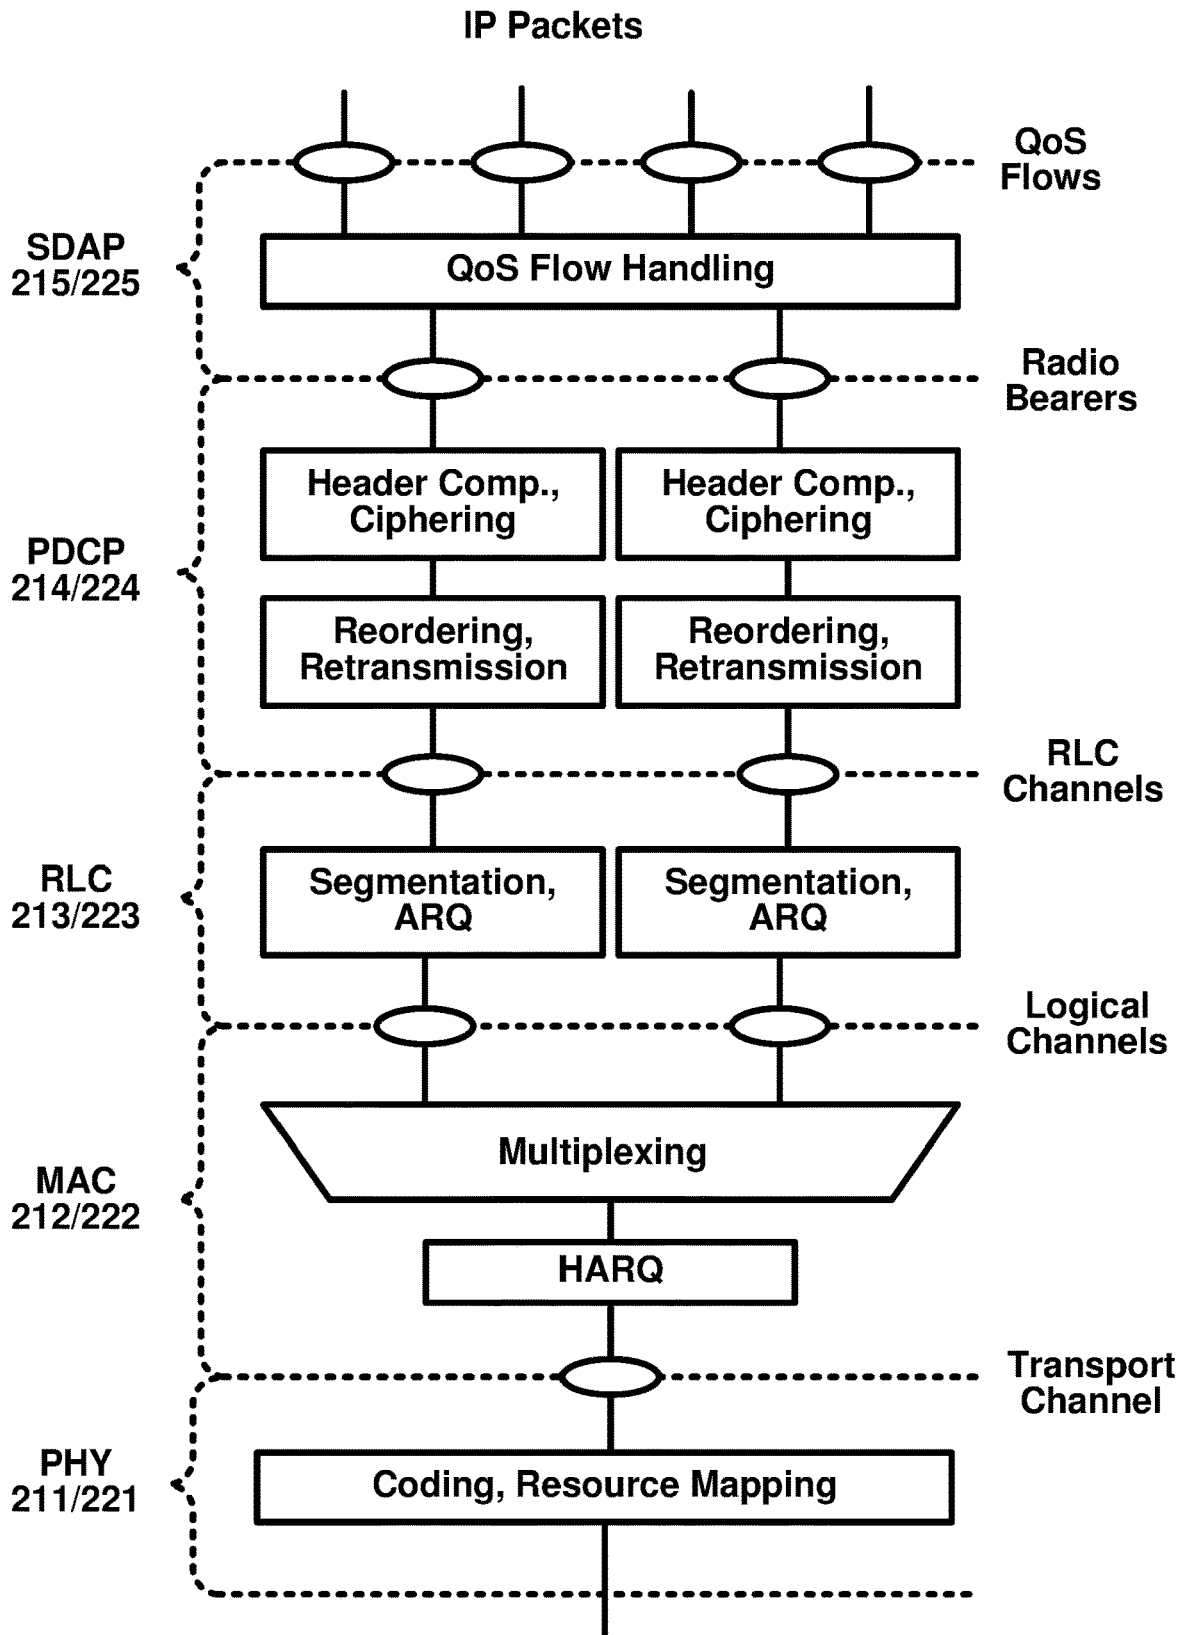 IP Packets
QoS
Flows
SDAP
215/225
QoS Flow Handling
Radio
Bearers
Header Comp.,
Ciphering
Header Comp.,
Ciphering
PDCP
214/224
Reordering,
Retransmission
Reordering,
Retransmission
RLC
Channels
RLC
213/223
Segmentation,
ARQ
Segmentation,
ARQ
Logical
Channels
Multiplexing
MAC
212/222
HARQ
Transport
Channel
PHY
211/221
Coding, Resource Mapping